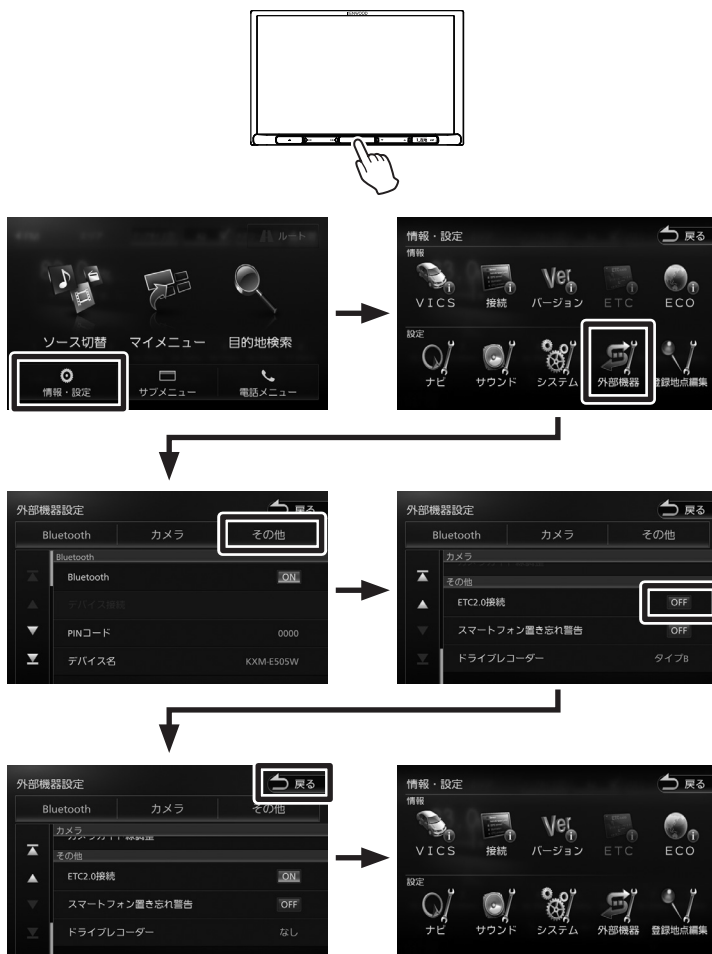 KENWOOD
ルート
ソース切替 マイメニュー 目的地検索
情報・設定 サブメニュー 電話メニュー
情報・設定 戻る
情報
VICS 接続 バージョン ETC ECO
Ver
設定
ナビ サウンド システム 外部機器 登録地点編集
外部機器設定 戻る
Bluetooth カメラ その他
Bluetooth
Bluetooth ON
デバイス接続
PINコード 0000
デバイス名 KXM-E505W
外部機器設定 戻る
Bluetooth カメラ その他
カメラ
その他
ETC2.0接続 OFF
スマートフォン置き忘れ警告 OFF
ドライブレコーダー タイプB
外部機器設定 戻る
Bluetooth カメラ その他
カメラ
その他
ETC2.0接続 ON
スマートフォン置き忘れ警告 OFF
ドライブレコーダー なし
情報・設定 戻る
情報
Ver
VICS 接続 バージョン ETC ECO
設定
ナビ サウンド システム 外部機器 登録地点編集